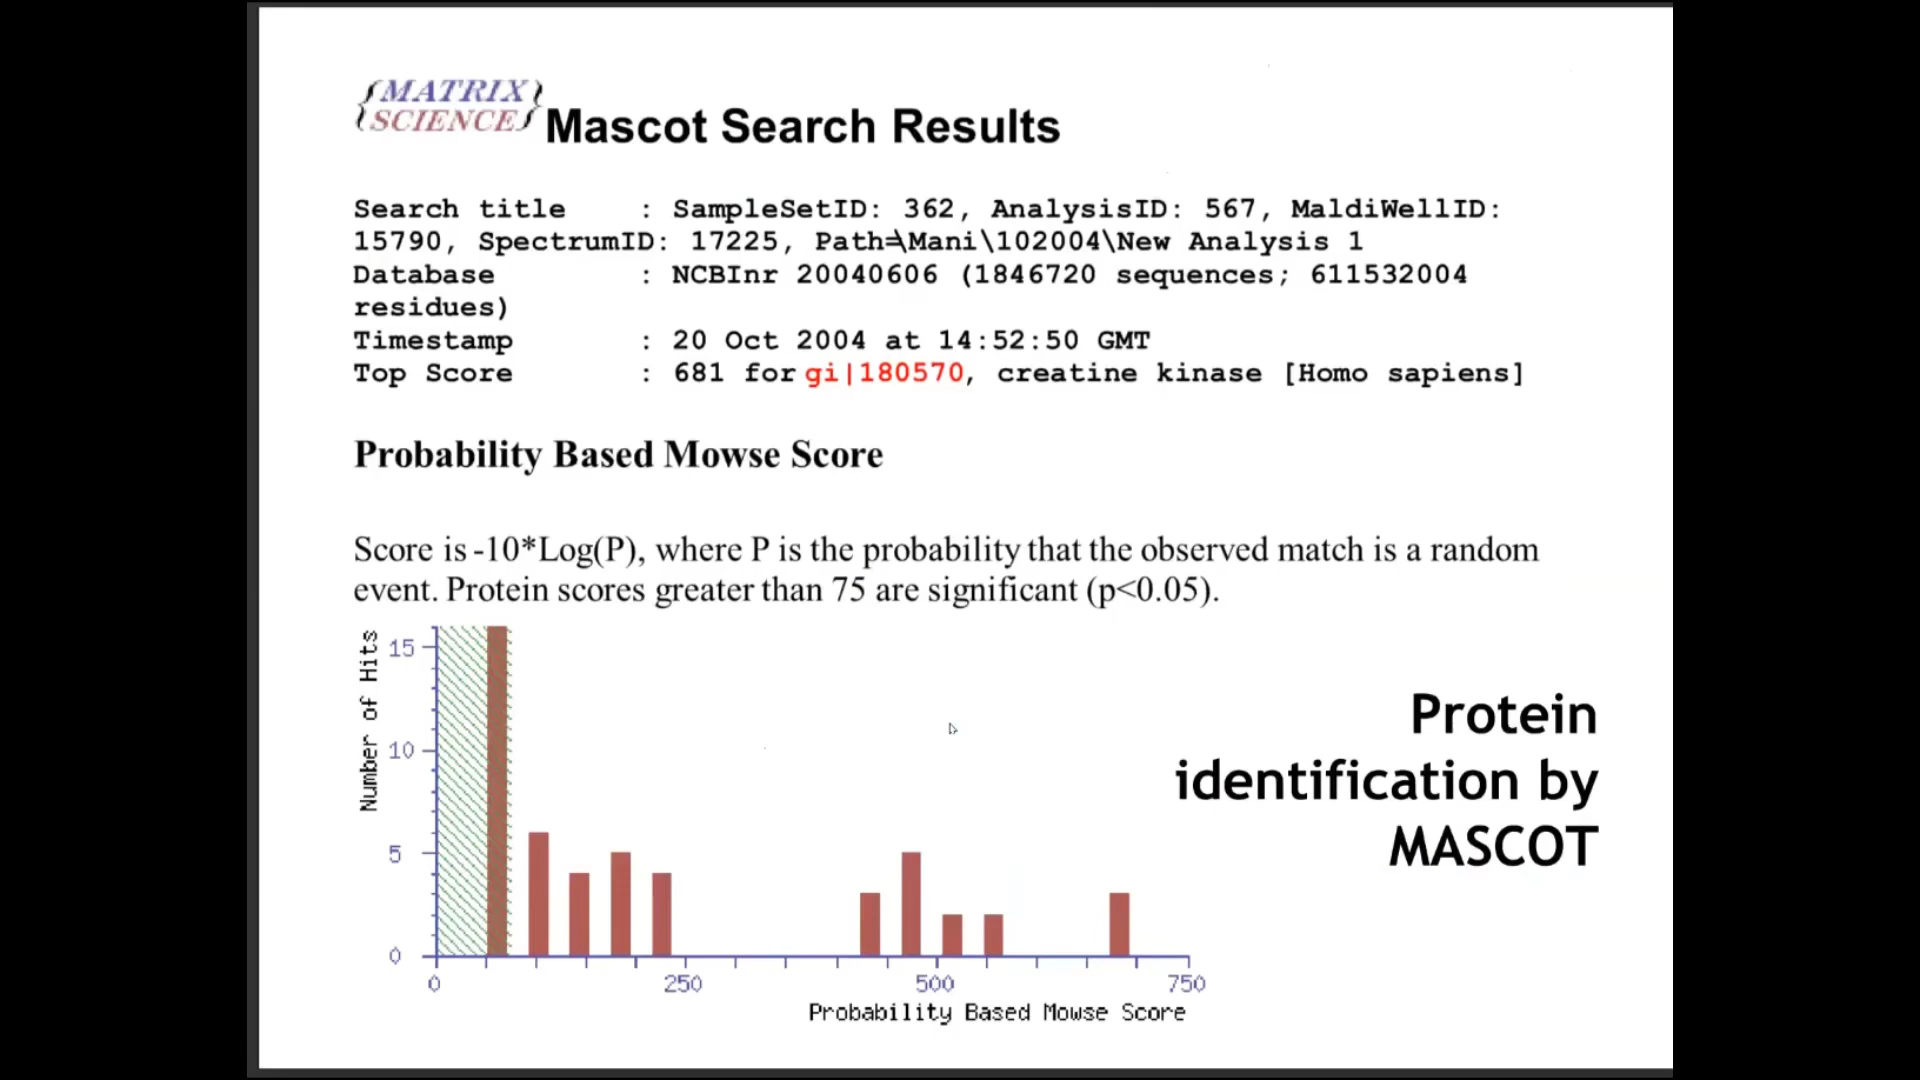 {MATRIX
SCIENCE} Mascot Search Results
Search title : SampleSetID: 362, AnalysisID: 567, MaldiWellID:
15790, SpectrumID: 17225, Path=\Mani\102004\New Analysis 1
Database : NCBInr 20040606 (1846720 sequences; 611532004
residues)
Timestamp : 20 Oct 2004 at 14:52:50 GMT
Top Score : 681 for gi|180570, creatine kinase [Homo sapiens]
Probability Based Mowse Score
Score is -10*Log(P), where P is the probability that the observed match is a random
event. Protein scores greater than 75 are significant (p<0.05).
Number of Hits
15
10
5
0
0 250 500 750
Probability Based Mowse Score
Protein
identification by
MASCOT